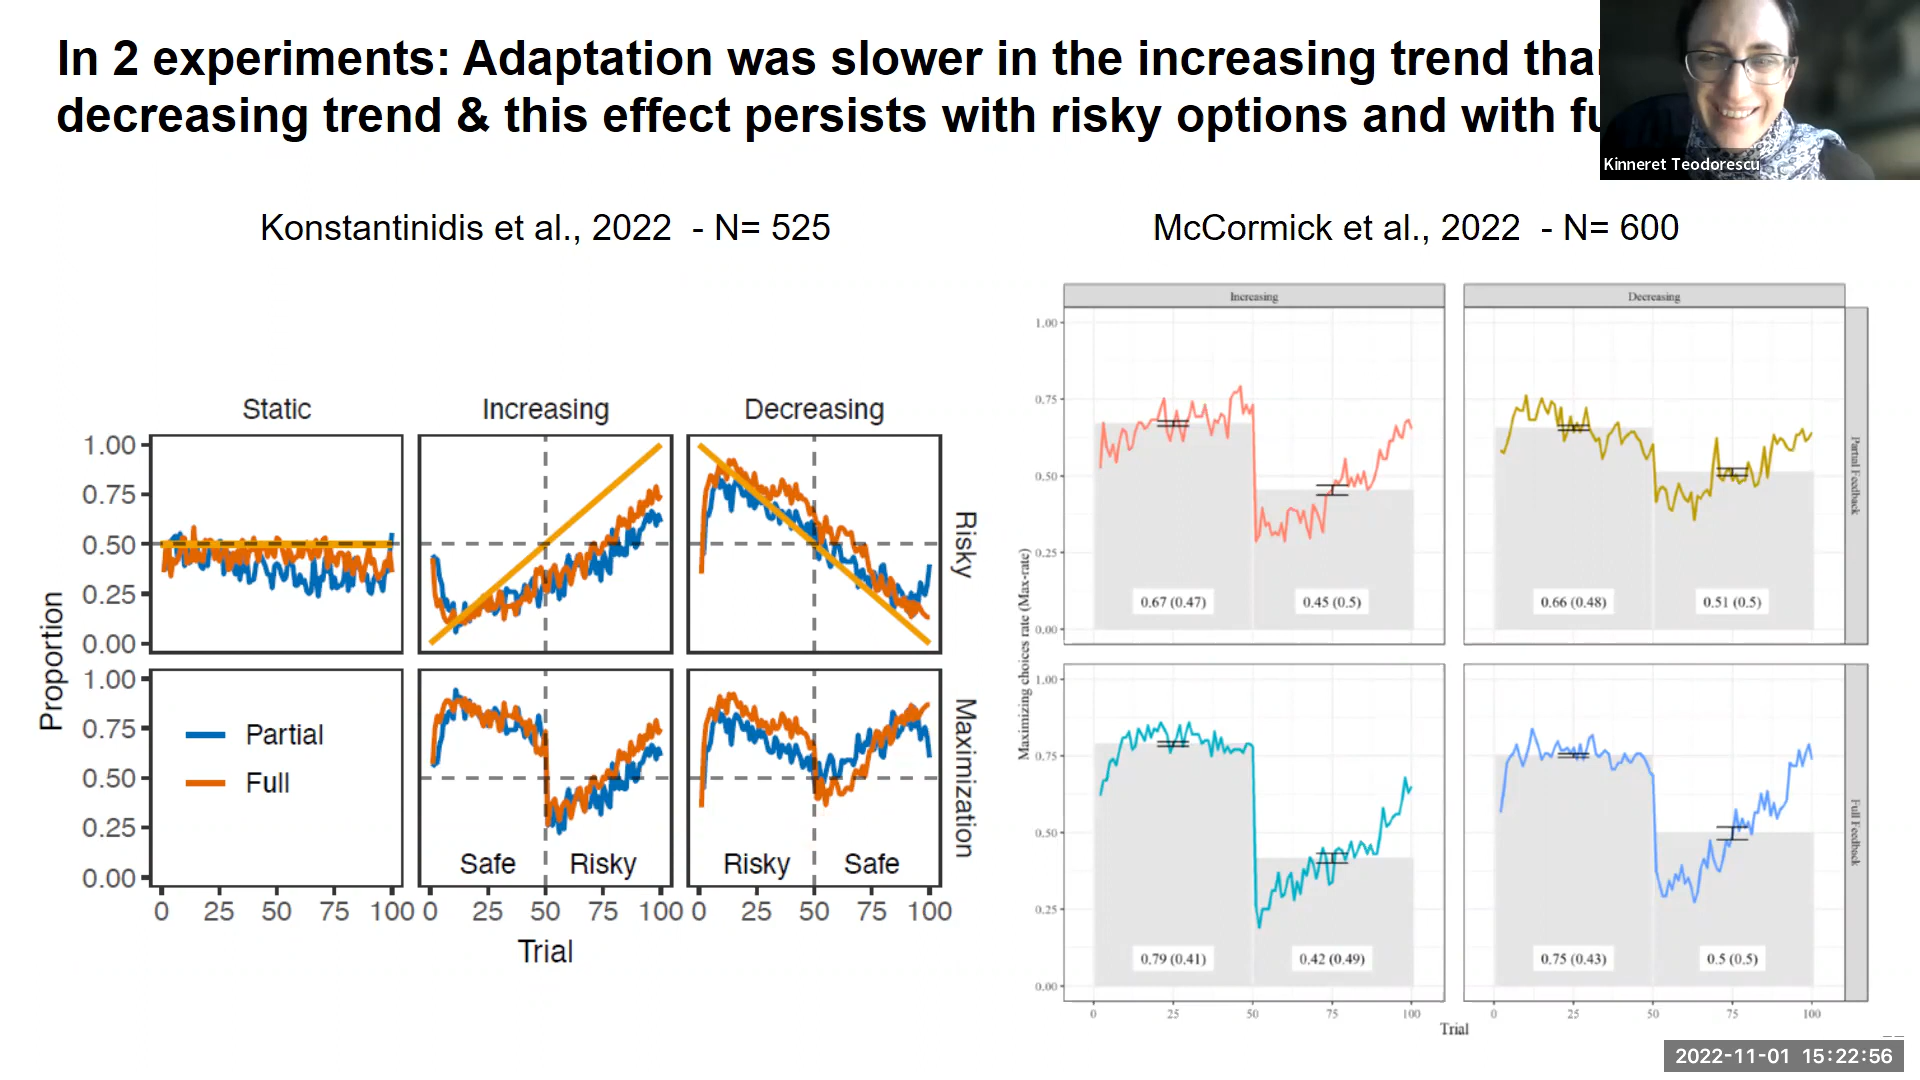 In 2 experiments: Adaptation was slower in the increasing trend than
decreasing trend & this effect persists with risky options and with fu
Kinneret Teodorescu
Konstantinidis et al., 2022 - N= 525
McCormick et al., 2022 - N= 600
Static
Increasing
Decreasing
1.00
0.75
0.50
0.25
0.00
Risky
1.00
0.75
0.50
0.25
0.00
Partial
Full
Safe
Risky
Risky
Safe
Maximization
Proportion
0 25 50 75 100
0 25 50 75 100
0 25 50 75 100
Trial
Increasing
Decreasing
1.00
0.75
0.50
0.25
0.00
0.67 (0.47)
0.45 (0.5)
0.66 (0.48)
0.51 (0.5)
Partial Feedback
Maximizing choices rate (Max-rate)
1.00
0.75
0.50
0.25
0.00
0.79 (0.41)
0.42 (0.49)
0.75 (0.43)
0.5 (0.5)
Full Feedback
0 25 50 75 100
0 25 50 75 100
Trial
2022-11-01 15:22:56